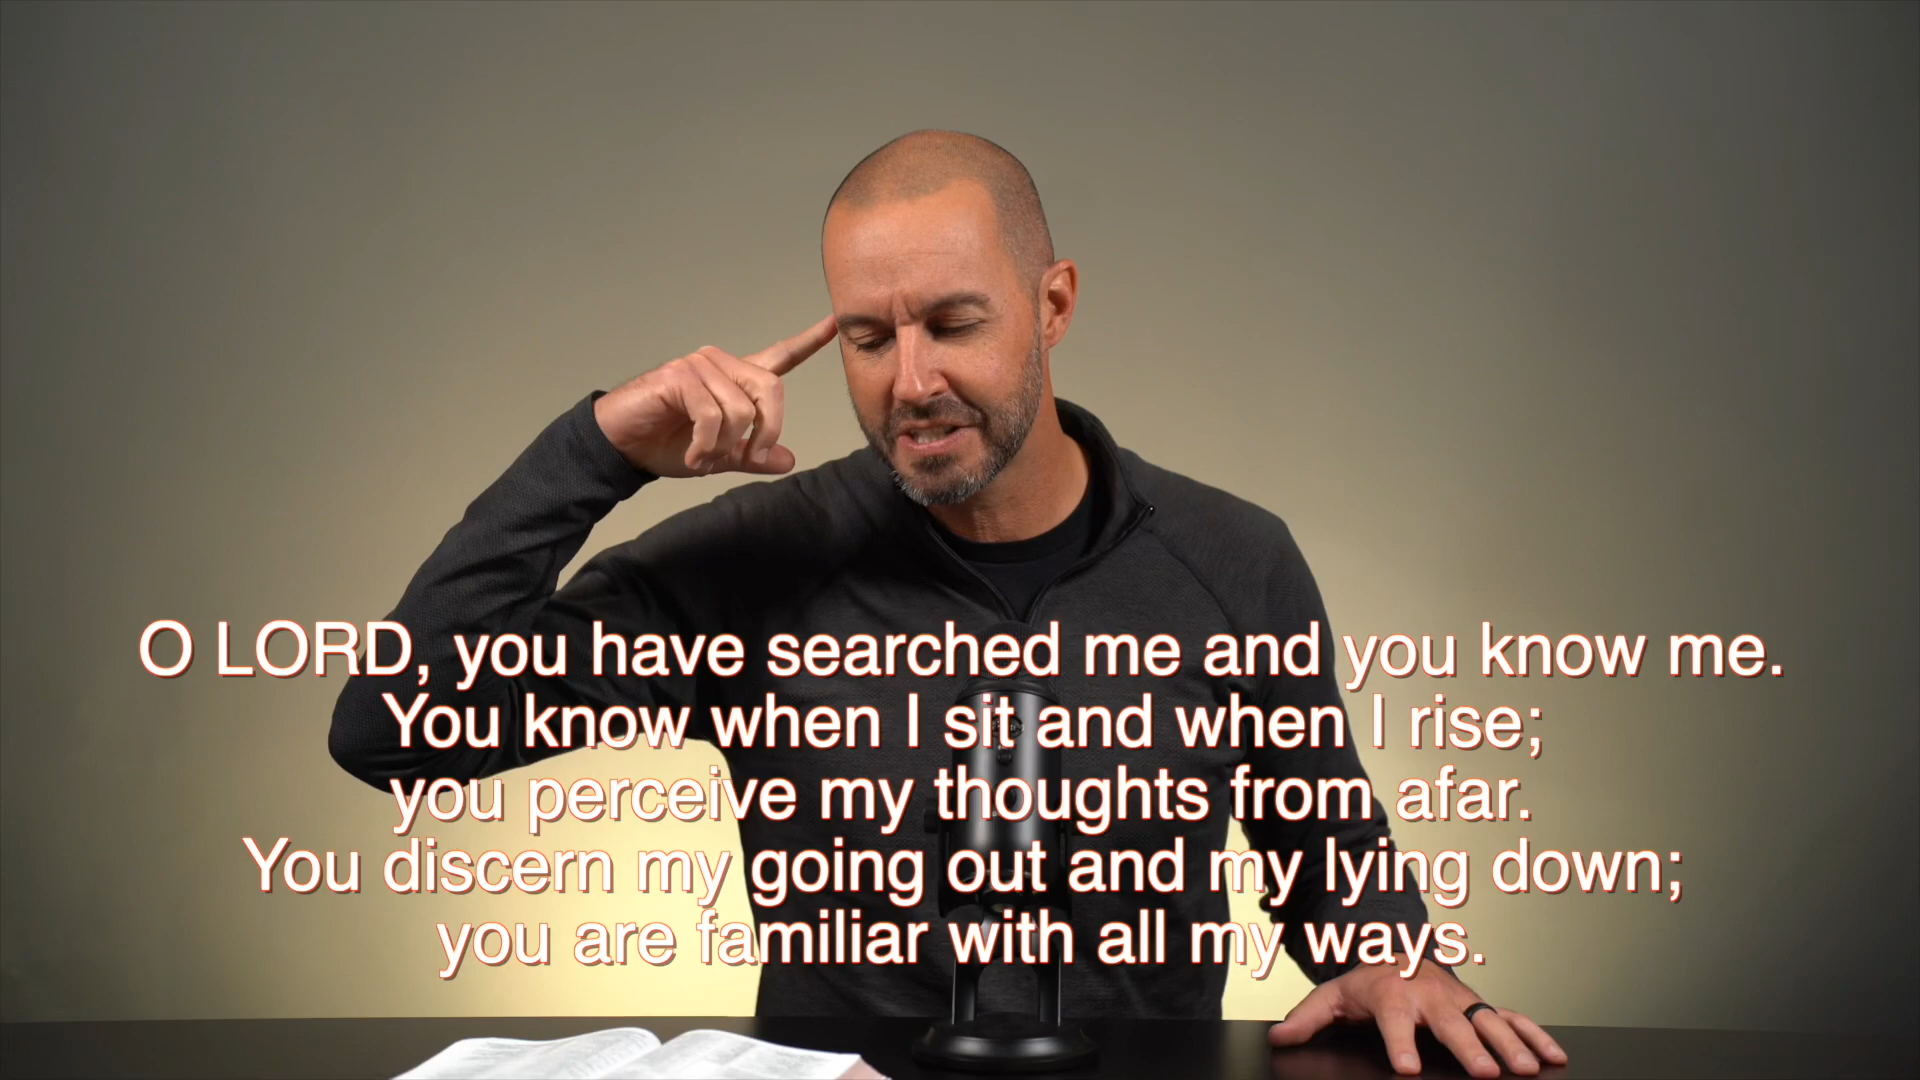 O LORD, you have searched me and you know me.
You know when I sit and when I rise;
you perceive my thoughts from afar.
You discern my going out and my lying down;
you are familiar with all my ways.